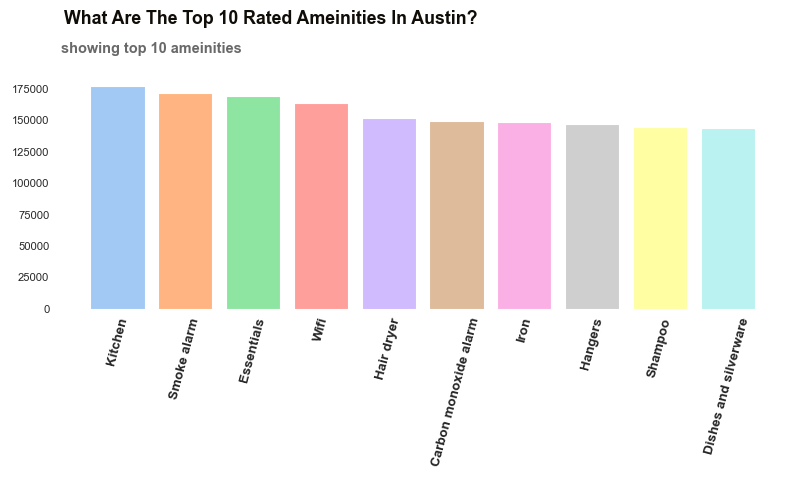 What Are The Top 10 Rated Ameinities In Austin?
showing top 10 ameinities
175000
150000
125000
100000
75000
50000
25000
0
Kitchen
Smoke alarm
Essentials
Wifi
Hair dryer
Carbon monoxide alarm
Iron
Hangers
Shampoo
Dishes and silverware